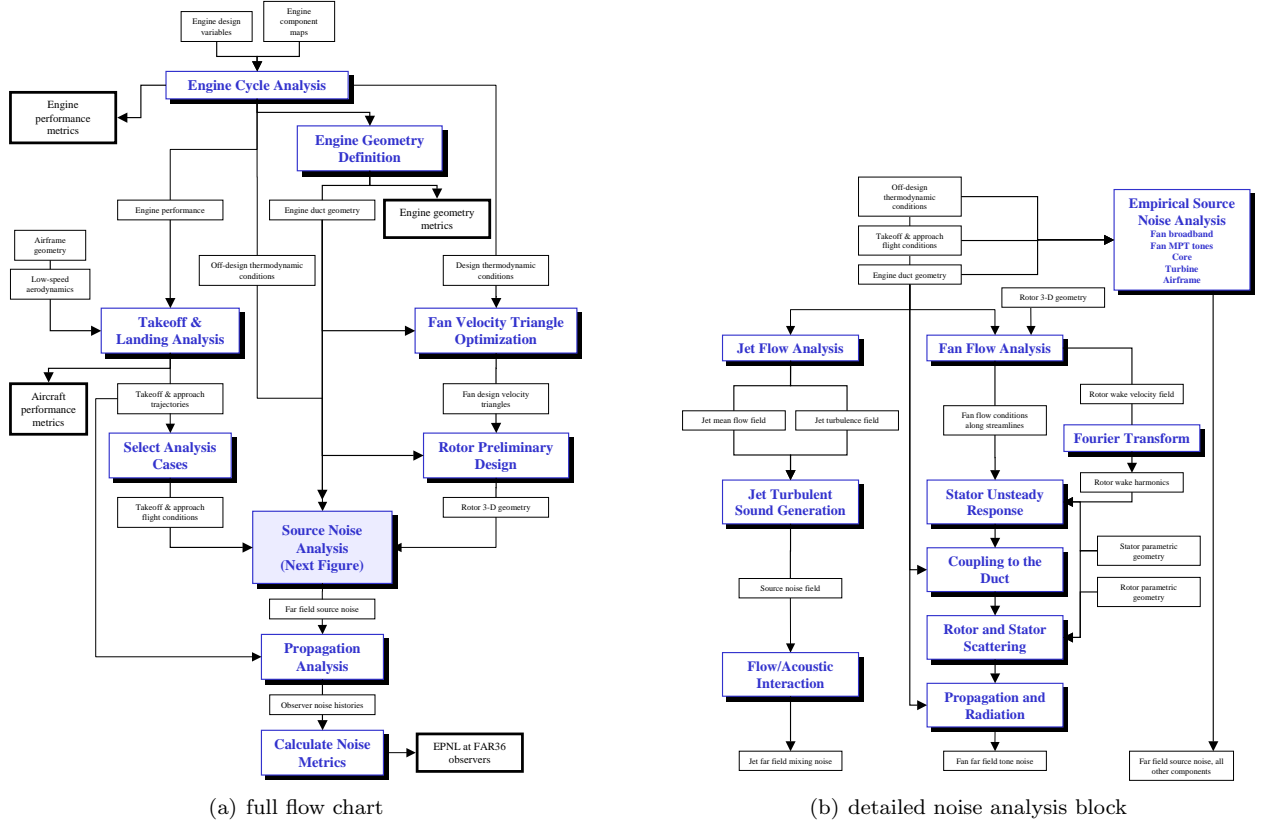 Engine design
variables
Engine
component
maps
Engine Cycle Analysis
Engine
performance
metrics
Engine Geometry
Definition
Engine performance
Engine duct geometry
Engine geometry
metrics
Airframe
geometry
Low-speed
aerodynamics
Off-design thermodynamic
conditions
Design thermodynamic
conditions
Takeoff &
Landing Analysis
Fan Velocity Triangle
Optimization
Aircraft
performance
metrics
Takeoff & approach
trajectories
Fan design velocity
triangles
Select Analysis
Cases
Rotor Preliminary
Design
Takeoff & approach
flight conditions
Rotor 3-D geometry
Source Noise
Analysis
(Next Figure)
Far field source noise
Propagation
Analysis
Observer noise histories
Calculate Noise
Metrics
EPNL at FAR36
observers
(a) full flow chart
Off-design
thermodynamic
conditions
Takeoff & approach
flight conditions
Engine duct geometry
Empirical Source
Noise Analysis
Fan broadband
Fan MPT tones
Core
Turbine
Airframe
Rotor 3-D geometry
Jet Flow Analysis
Fan Flow Analysis
Rotor wake velocity field
Jet mean flow field
Jet turbulence field
Fan flow conditions
along streamlines
Fourier Transform
Rotor wake harmonics
Jet Turbulent
Sound Generation
Stator Unsteady
Response
Stator parametric
geometry
Coupling to the
Duct
Source noise field
Rotor parametric
geometry
Rotor and Stator
Scattering
Flow/Acoustic
Interaction
Propagation and
Radiation
Jet far field mixing noise
Fan far field tone noise
Far field source noise, all
other components
(b) detailed noise analysis block